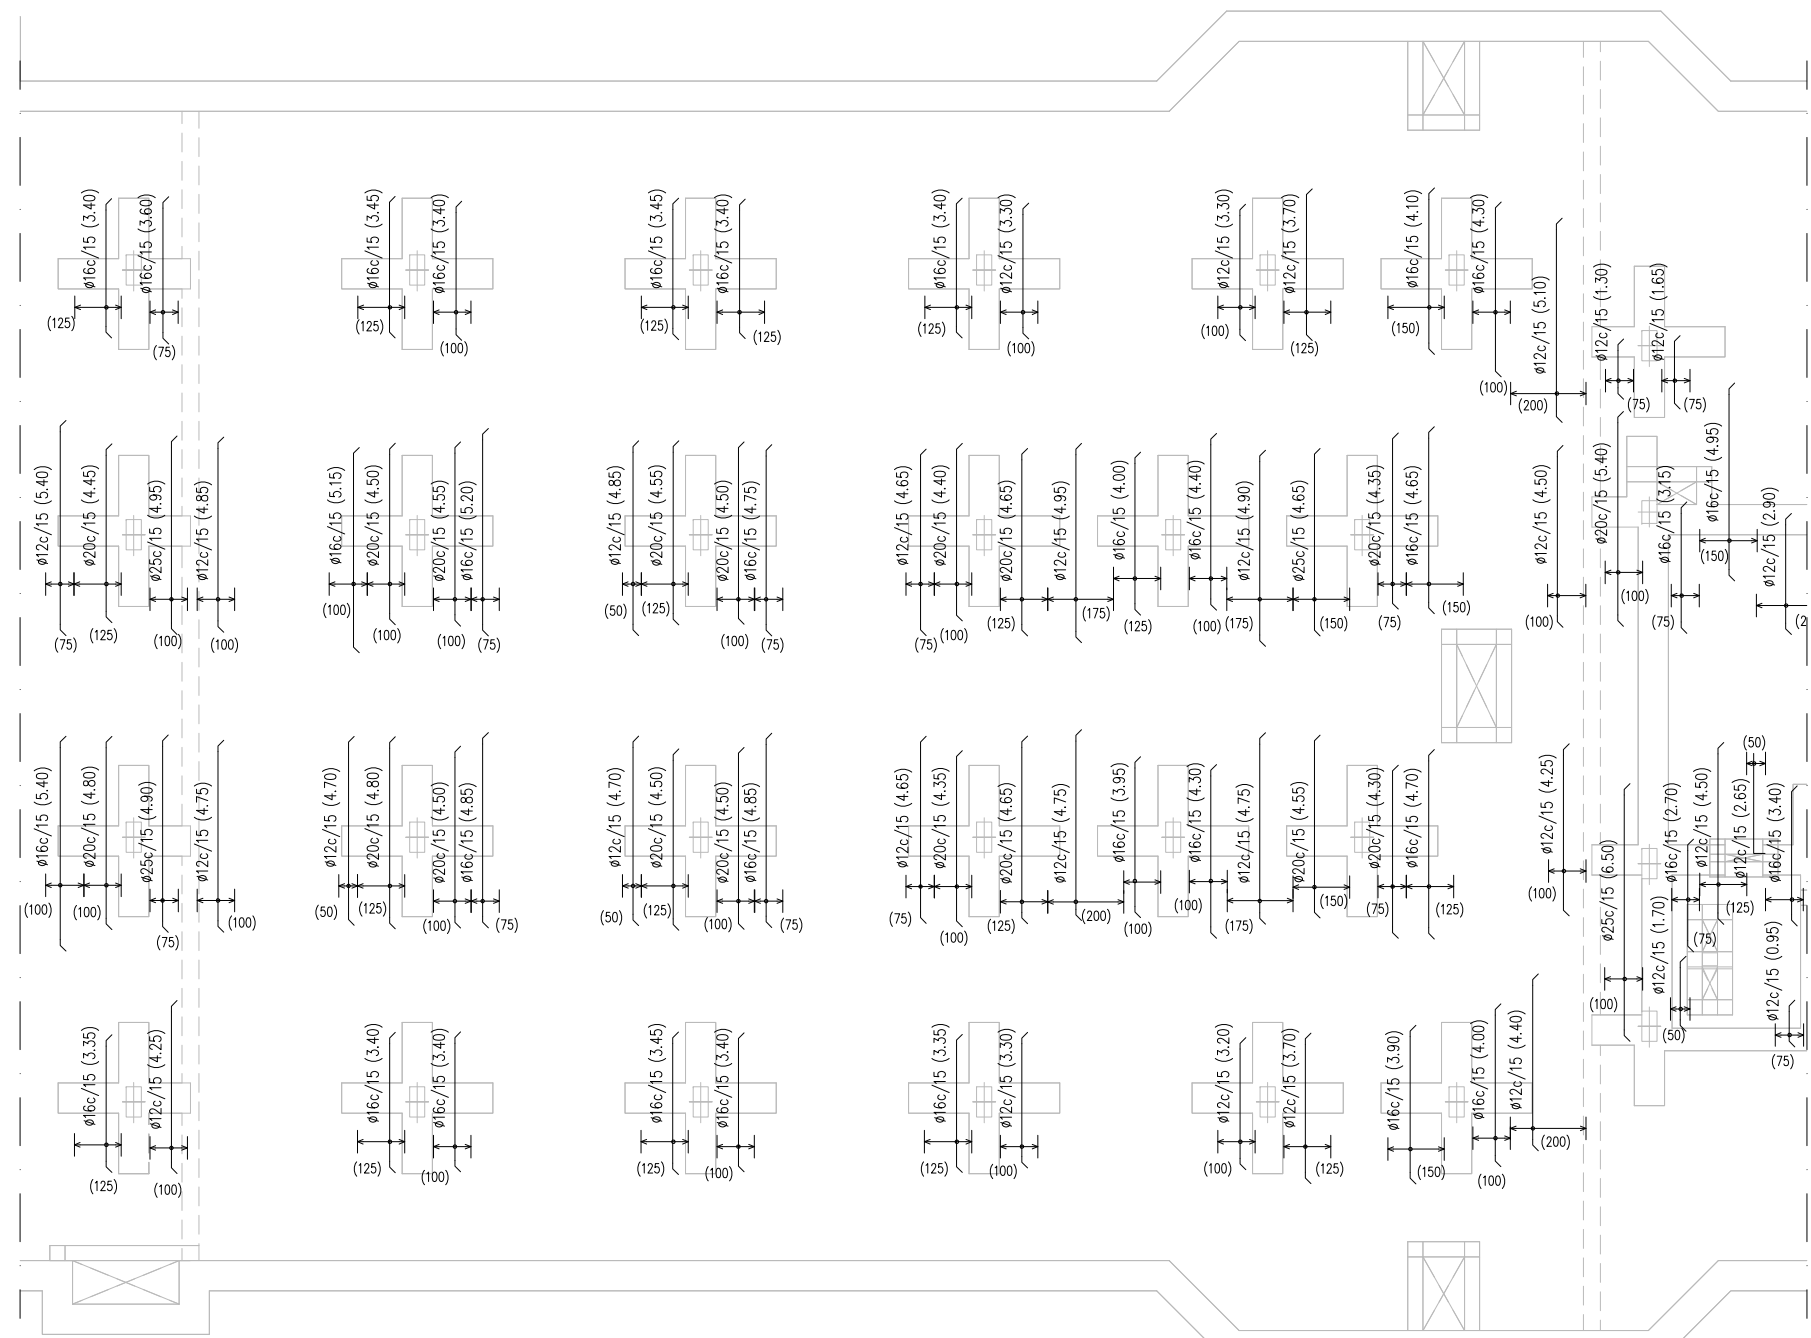 ø16c/15 (3.40)
(125)
ø16c/15 (3.60)
(75)
ø16c/15 (3.45)
(125)
ø16c/15 (3.40)
(100)
ø16c/15 (3.45)
(125)
ø16c/15 (3.40)
(125)
ø16c/15 (3.40)
(125)
ø12c/15 (3.30)
(100)
ø12c/15 (3.30)
(100)
ø12c/15 (3.70)
(125)
ø16c/15 (4.10)
(150)
ø16c/15 (4.30)
(100)
ø12c/15 (5.10)
(200)
ø12c/15 (1.30)
(75)
ø12c/15 (1.65)
(75)
ø12c/15 (5.40)
(75)
ø20c/15 (4.45)
(125)
ø25c/15 (4.95)
(100)
ø12c/15 (4.85)
(100)
ø16c/15 (5.15)
(100)
ø20c/15 (4.50)
(100)
ø20c/15 (4.55)
(100)
ø16c/15 (5.20)
(75)
ø12c/15 (4.85)
(50)
ø20c/15 (4.55)
(125)
ø20c/15 (4.50)
(100)
ø16c/15 (4.75)
(75)
ø12c/15 (4.65)
(75)
ø20c/15 (4.40)
(100)
ø20c/15 (4.65)
(125)
ø12c/15 (4.95)
(175)
ø16c/15 (4.00)
(125)
ø16c/15 (4.40)
(100)
ø12c/15 (4.90)
(175)
ø25c/15 (4.65)
(150)
ø20c/15 (4.35)
(75)
ø16c/15 (4.65)
(150)
ø12c/15 (4.50)
(100)
ø20c/15 (5.40)
(100)
ø16c/15 (3.15)
(75)
ø16c/15 (4.95)
(150)
ø12c/15 (2.90)
(2
ø16c/15 (5.40)
(100)
ø20c/15 (4.80)
(100)
ø25c/15 (4.90)
(75)
ø12c/15 (4.75)
(100)
ø12c/15 (4.70)
(50)
ø20c/15 (4.80)
(125)
ø20c/15 (4.50)
(100)
ø16c/15 (4.85)
(75)
ø12c/15 (4.70)
(50)
ø20c/15 (4.50)
(125)
ø20c/15 (4.50)
(100)
ø16c/15 (4.85)
(75)
ø12c/15 (4.65)
(75)
ø20c/15 (4.35)
(100)
ø20c/15 (4.65)
(125)
ø12c/15 (4.75)
(200)
ø16c/15 (3.95)
(100)
ø16c/15 (4.30)
(100)
ø12c/15 (4.75)
(175)
ø20c/15 (4.55)
(150)
ø20c/15 (4.30)
(75)
ø16c/15 (4.70)
(125)
ø12c/15 (4.25)
(100)
ø25c/15 (6.50)
(100)
ø16c/15 (2.70)
(75)
ø12c/15 (4.50)
(125)
ø12c/15 (2.65)
(50)
ø16c/15 (3.40)
(100)
ø12c/15 (1.70)
(50)
ø12c/15 (0.95)
(75)
ø16c/15 (3.35)
(125)
ø12c/15 (4.25)
(100)
ø16c/15 (3.40)
(125)
ø16c/15 (3.40)
(100)
ø16c/15 (3.45)
(125)
ø16c/15 (3.40)
(100)
ø16c/15 (3.35)
(125)
ø12c/15 (3.30)
(100)
ø12c/15 (3.20)
(100)
ø12c/15 (3.70)
(125)
ø16c/15 (3.90)
(150)
ø16c/15 (4.00)
(100)
ø12c/15 (4.40)
(200)